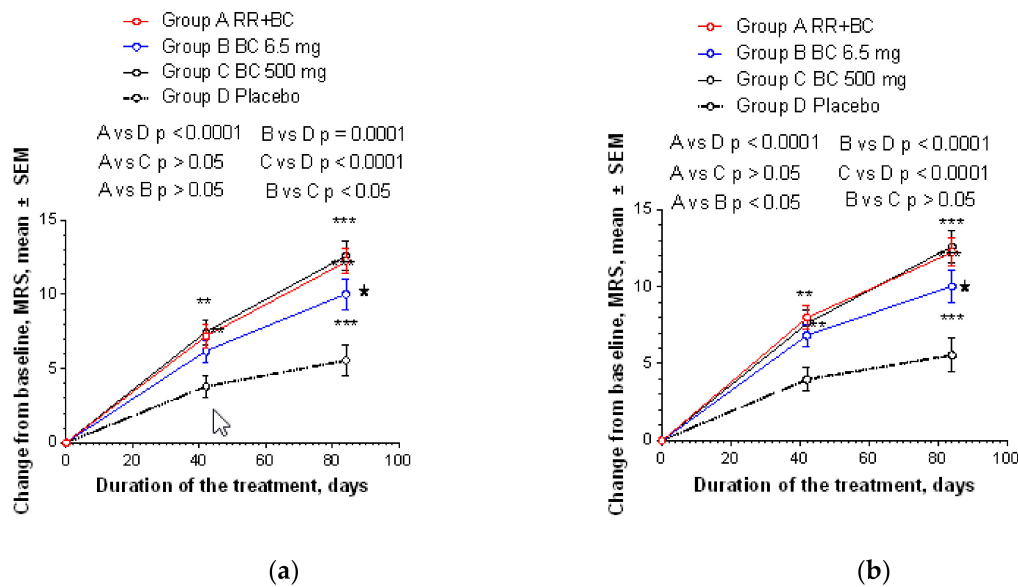 Group A RR+BC
Group B BC 6.5 mg
Group C BC 500 mg
Group D Placebo
A vs D p <0.0001 B vs D p = 0.0001
A vs C p > 0.05 C vs D p <0.0001
A vs B p > 0.05 B vs C p < 0.05
Change from baseline, MRS, mean ± SEM
15
10
5
0
0 20 40 60 80 100
** ** *** *** ***
★
Duration of the treatment, days
(a)
Group A RR+BC
Group B BC 6.5 mg
Group C BC 500 mg
Group D Placebo
A vs D p <0.0001 B vs D p <0.0001
A vs C p > 0.05 C vs D p <0.0001
A vs B p < 0.05 B vs C p > 0.05
Change from baseline, MRS, mean ± SEM
15
10
5
0
0 20 40 60 80 100
** *** *** *** ***
★
Duration of the treatment, days
(b)